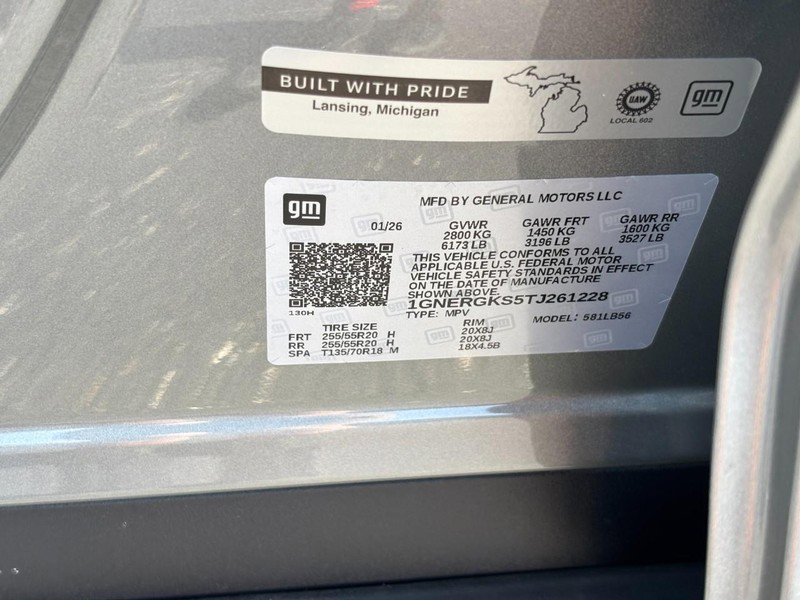 BUILT WITH PRIDE
Lansing, Michigan
UAW
LOCAL 602
gm
gm
MFD BY GENERAL MOTORS LLC
01/26
GVWR GAWR FRT GAWR RR
2800 KG 1450 KG 1600 KG
6173 LB 3196 LB 3527 LB
THIS VEHICLE CONFORMS TO ALL
APPLICABLE U.S. FEDERAL MOTOR
VEHICLE SAFETY STANDARDS IN EFFECT
ON THE DATE OF MANUFACTURE
SHOWN ABOVE.
1GNERGKS5TJ261228
130H
TYPE: MPV MODEL: 581LB56
TIRE SIZE RIM
FRT 255/55R20 H 20X8J
RR 255/55R20 H 20X8J
SPA T135/70R18 M 18X4.5B